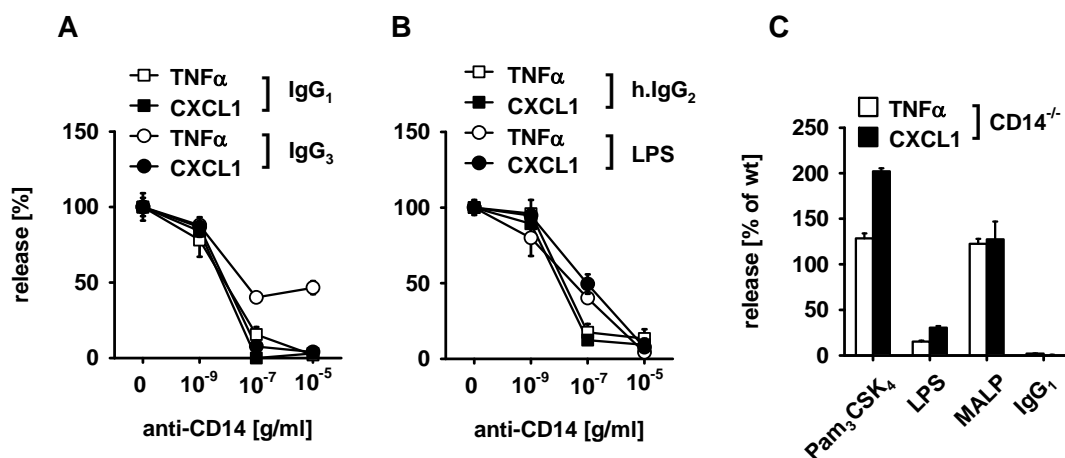 A
TNFα
CXCL1
IgG₁
TNFα
CXCL1
IgG₃
150
100
50
0
release [%]
0 10⁻⁹ 10⁻⁷ 10⁻⁵
anti-CD14 [g/ml]
B
TNFα
CXCL1
h.IgG₂
TNFα
CXCL1
LPS
150
100
50
0
0 10⁻⁹ 10⁻⁷ 10⁻⁵
anti-CD14 [g/ml]
C
TNFα
CXCL1
CD14⁻/⁻
250
200
150
100
50
0
release [% of wt]
Pam₃CSK₄
LPS
MALP
IgG₁